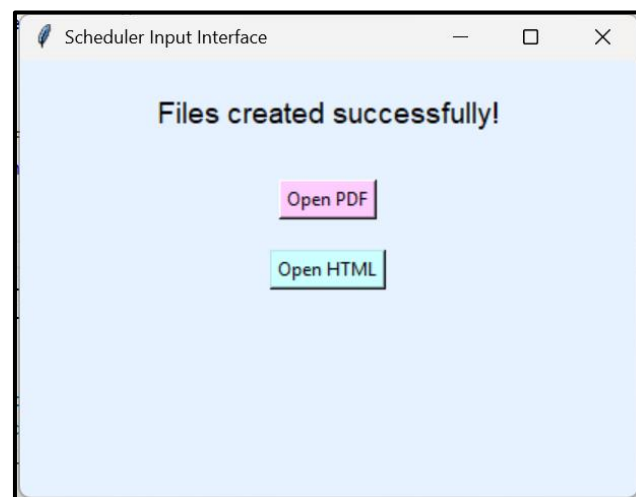 Scheduler Input Interface
Files created successfully!
Open PDF
Open HTML